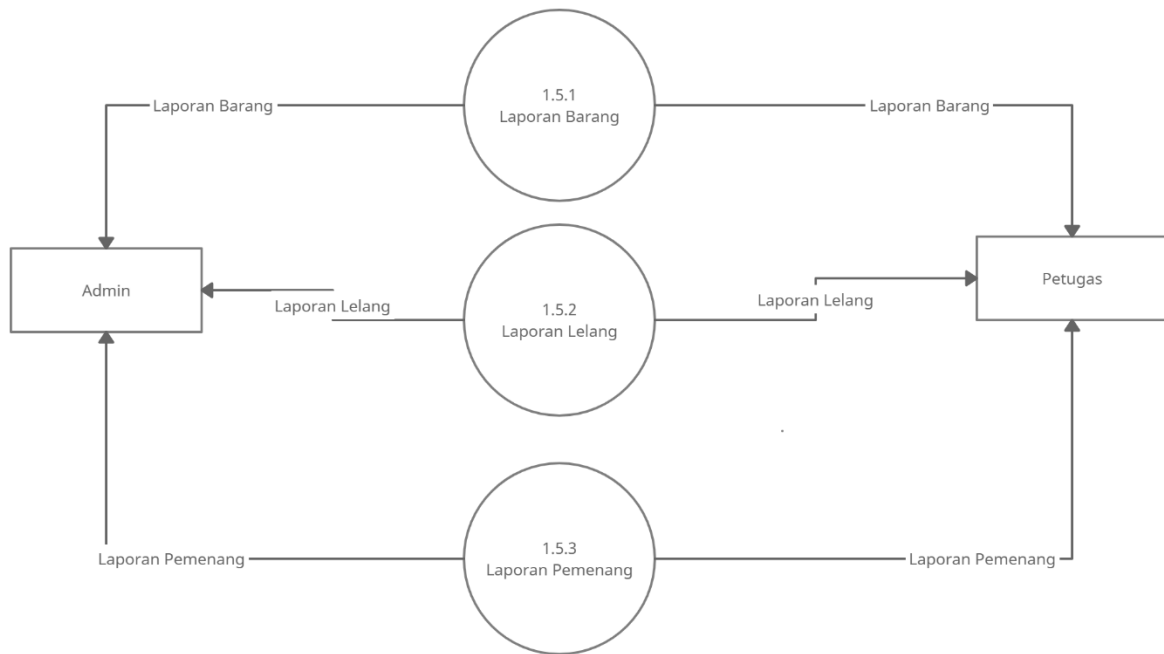 1.5.1
Laporan Barang
Laporan Barang
Laporan Barang
Admin
Laporan Lelang
1.5.2
Laporan Lelang
Laporan Lelang
Petugas
1.5.3
Laporan Pemenang
Laporan Pemenang
Laporan Pemenang